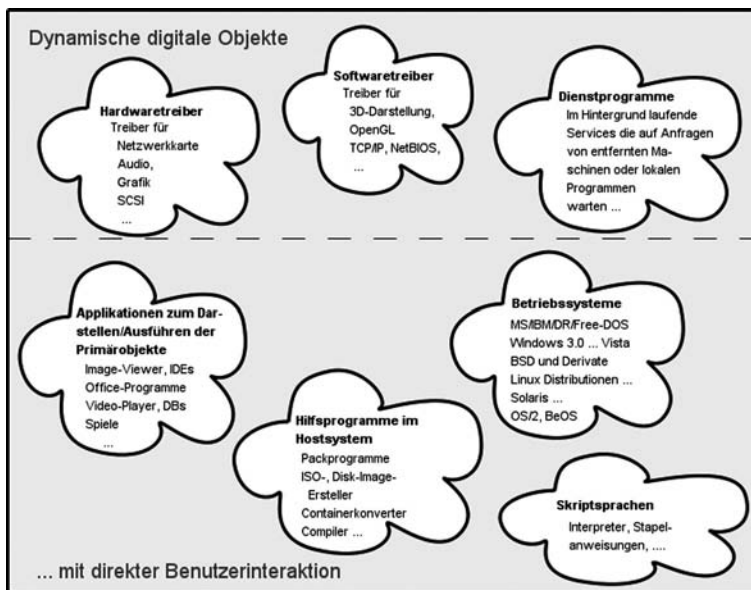 Dynamische digitale Objekte
Hardwaretreiber
Treiber für
Netzwerkkarte
Audio,
Grafik
SCSI
...
Softwaretreiber
Treiber für
3D-Darstellung,
OpenGL
TCP/IP, NetBIOS,
...
Dienstprogramme
Im Hintergrund laufende
Services die auf Anfragen
von entfernten Ma-
schinen oder lokalen
Programmen
warten ...
Applikationen zum Dar-
stellen/Ausführen der
Primärobjekte
Image-Viewer, IDEs
Office-Programme
Video-Player, DBs
Spiele
...
Hilfsprogramme im
Hostsystem
Packprogramme
ISO-, Disk-Image-
Ersteller
Containerkonverter
Compiler ...
Betriebssysteme
MS/IBM/DR/Free-DOS
Windows 3.0 ... Vista
BSD und Derivate
Linux Distributionen ...
Solaris ...
OS/2, BeOS
Skriptsprachen
Interpreter, Stapel-
anweisungen, ....
... mit direkter Benutzerinteraktion